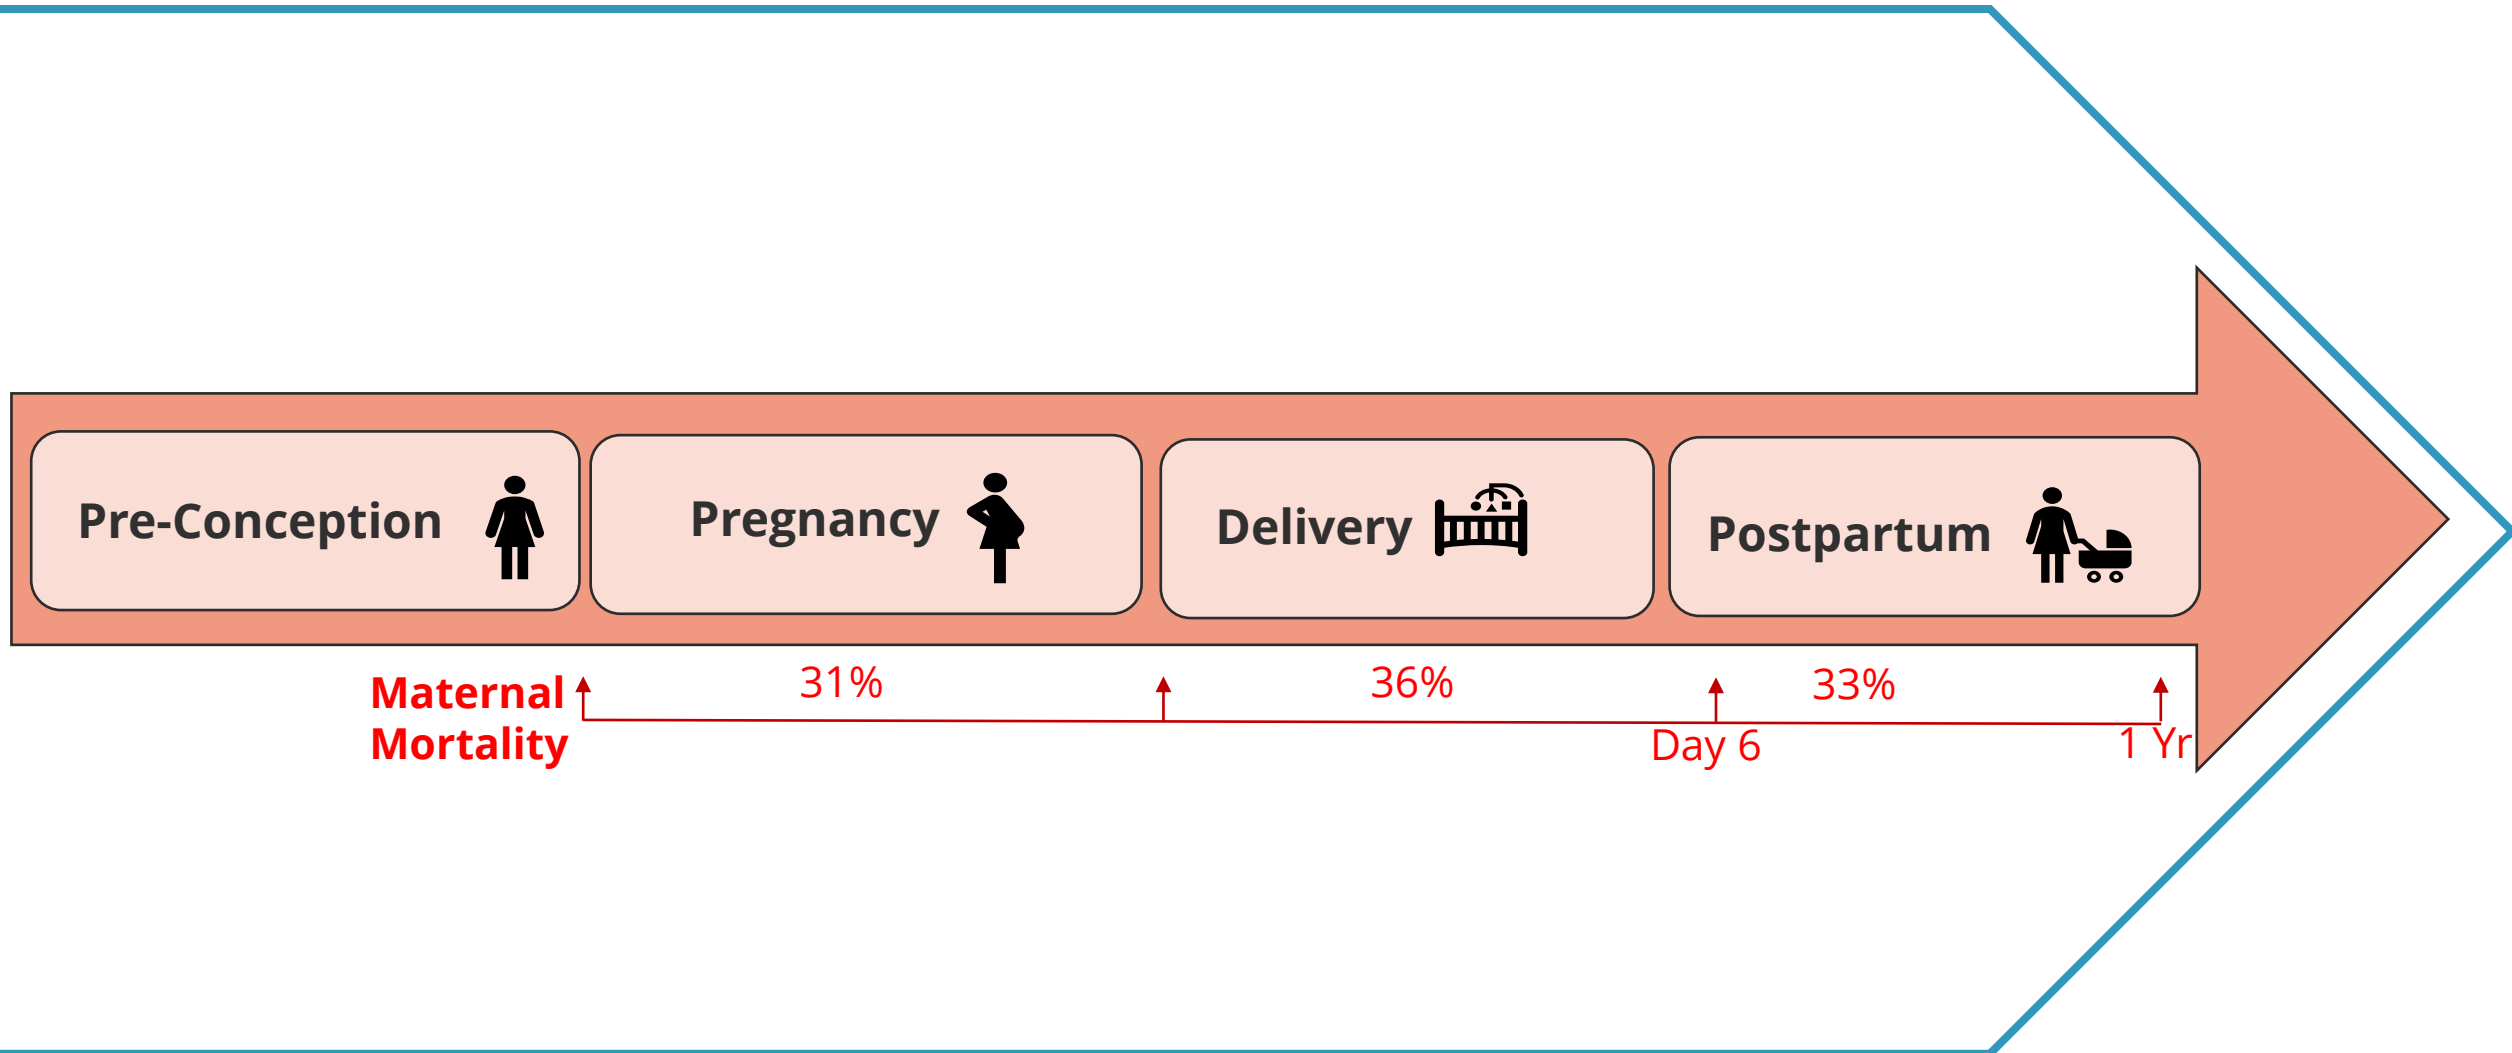 Pre-Conception
Pregnancy
Delivery
Postpartum
Maternal
Mortality
31%
36%
33%
Day 6
1 Yr